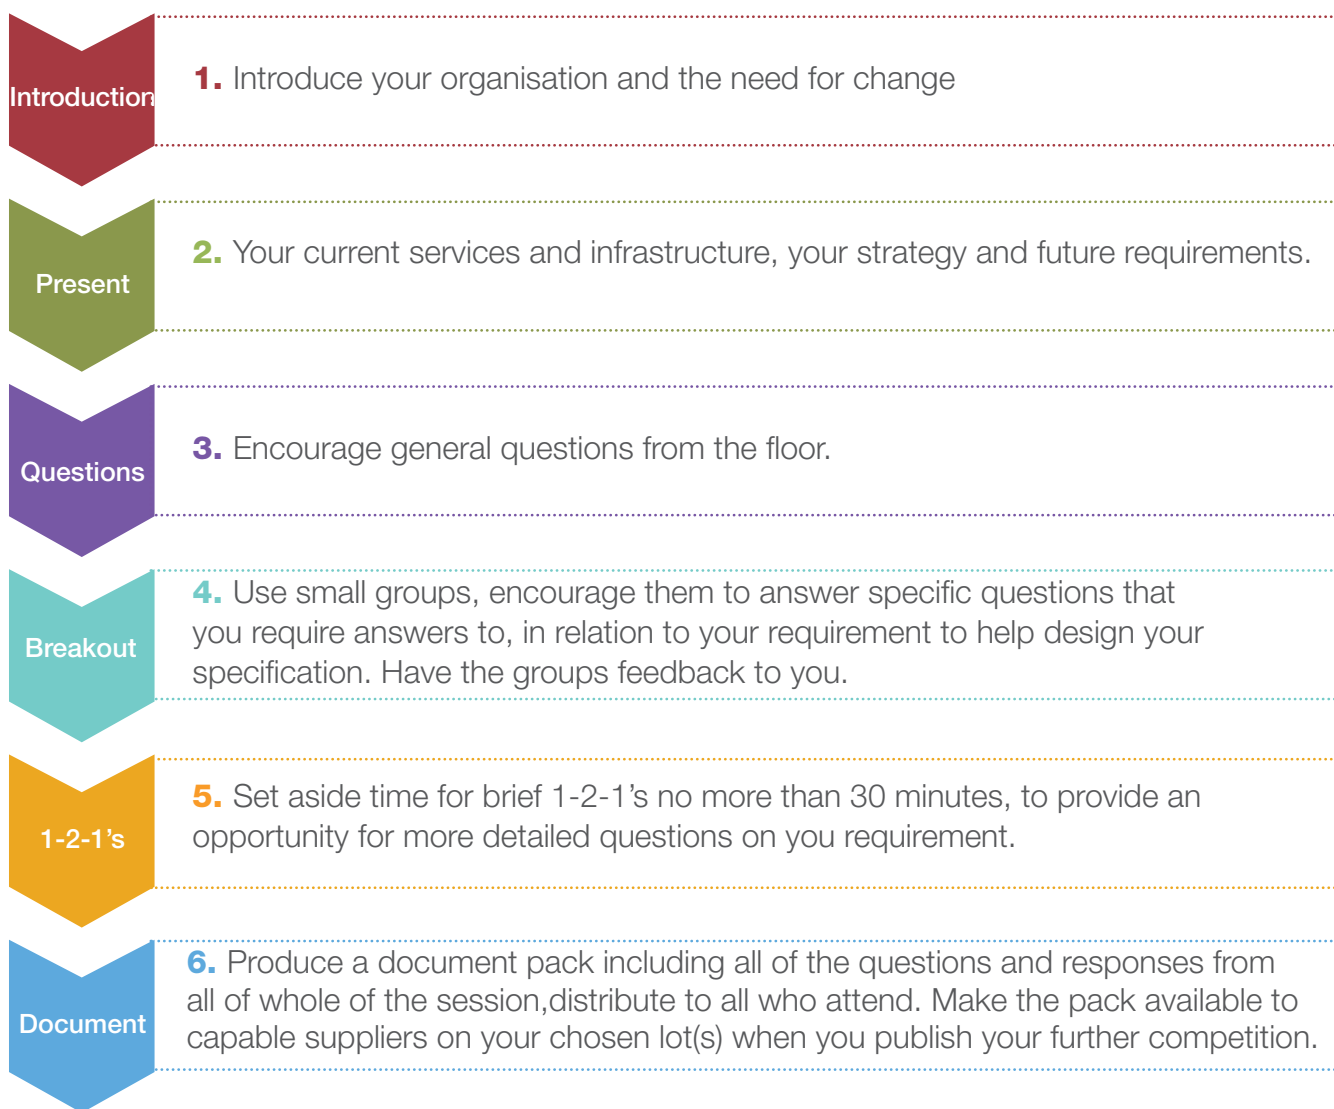 Introduction
1. Introduce your organisation and the need for change
Present
2. Your current services and infrastructure, your strategy and future requirements.
Questions
3. Encourage general questions from the floor.
Breakout
4. Use small groups, encourage them to answer specific questions that
you require answers to, in relation to your requirement to help design your
specification. Have the groups feedback to you.
1-2-1’s
5. Set aside time for brief 1-2-1’s no more than 30 minutes, to provide an
opportunity for more detailed questions on you requirement.
Document
6. Produce a document pack including all of the questions and responses from
all of whole of the session,distribute to all who attend. Make the pack available to
capable suppliers on your chosen lot(s) when you publish your further competition.